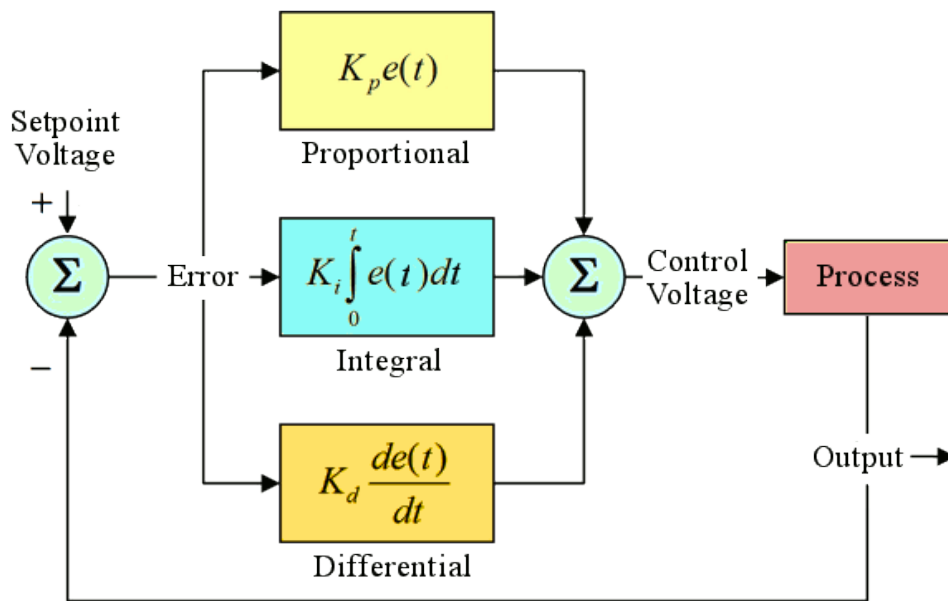 Setpoint
Voltage
+
−
Σ
Error
K_p e(t)
Proportional
K_i ∫_0^t e(t)dt
Integral
K_d de(t)/dt
Differential
Σ
Control
Voltage
Process
Output